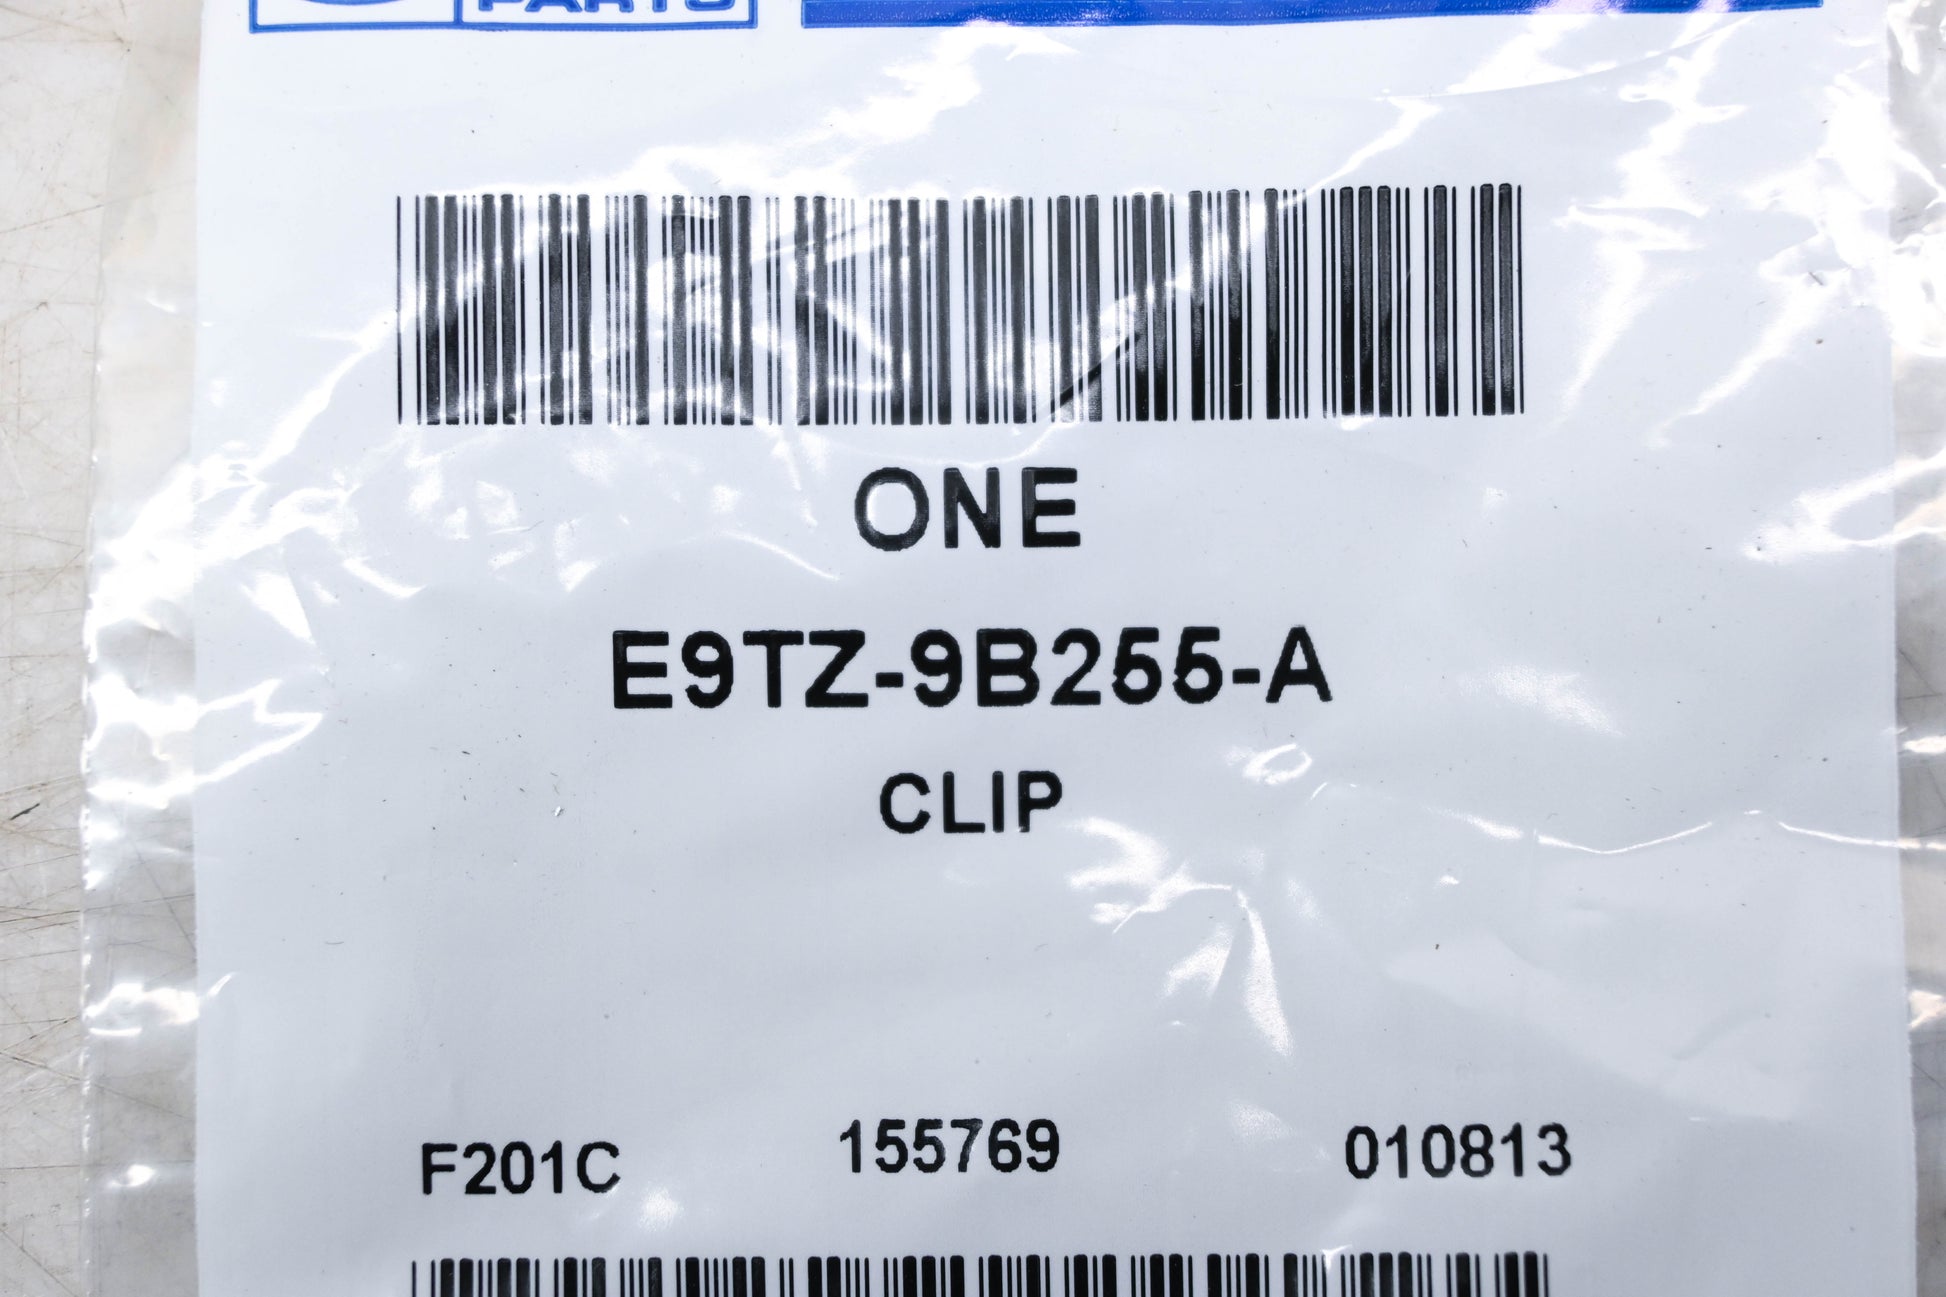 PARTS
ONE
E9TZ-9B255-A
CLIP
F201C 155769 010813